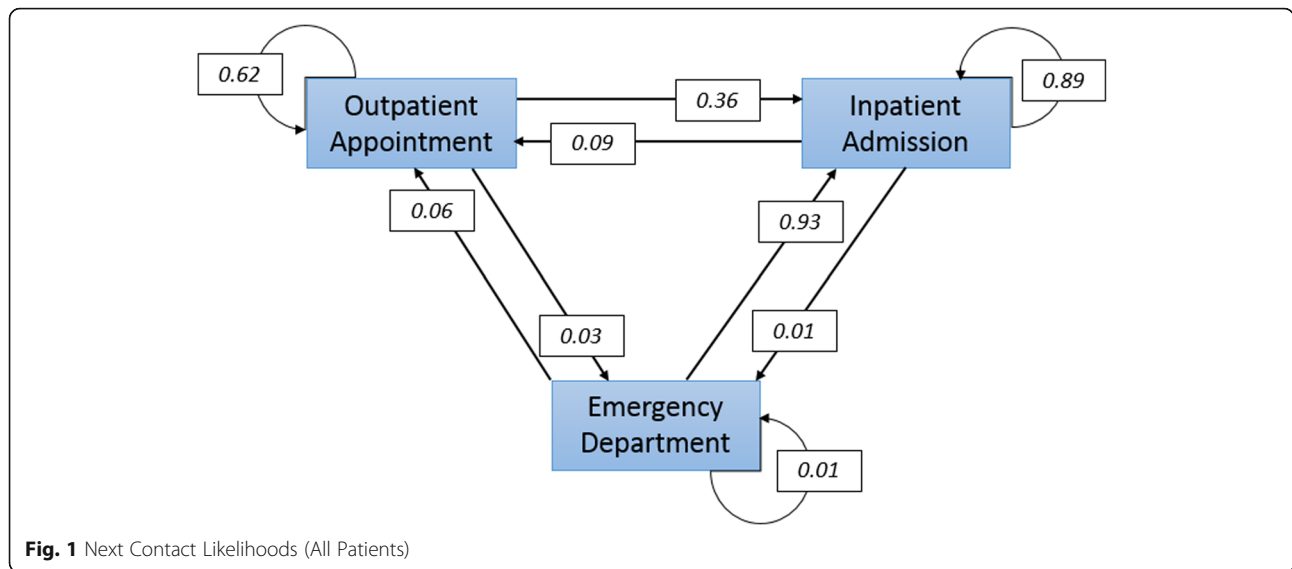 0.62
Outpatient
Appointment
0.36
0.09
Inpatient
Admission
0.89
0.06
0.03
0.93
0.01
Emergency
Department
0.01
Fig. 1 Next Contact Likelihoods (All Patients)